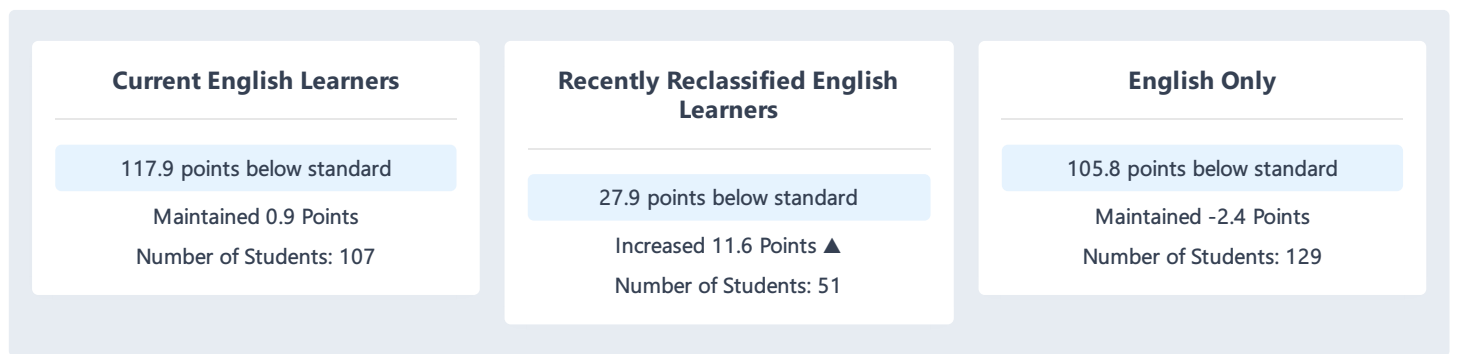 Current English Learners
117.9 points below standard
Maintained 0.9 Points
Number of Students: 107
Recently Reclassified English
Learners
27.9 points below standard
Increased 11.6 Points ▲
Number of Students: 51
English Only
105.8 points below standard
Maintained -2.4 Points
Number of Students: 129